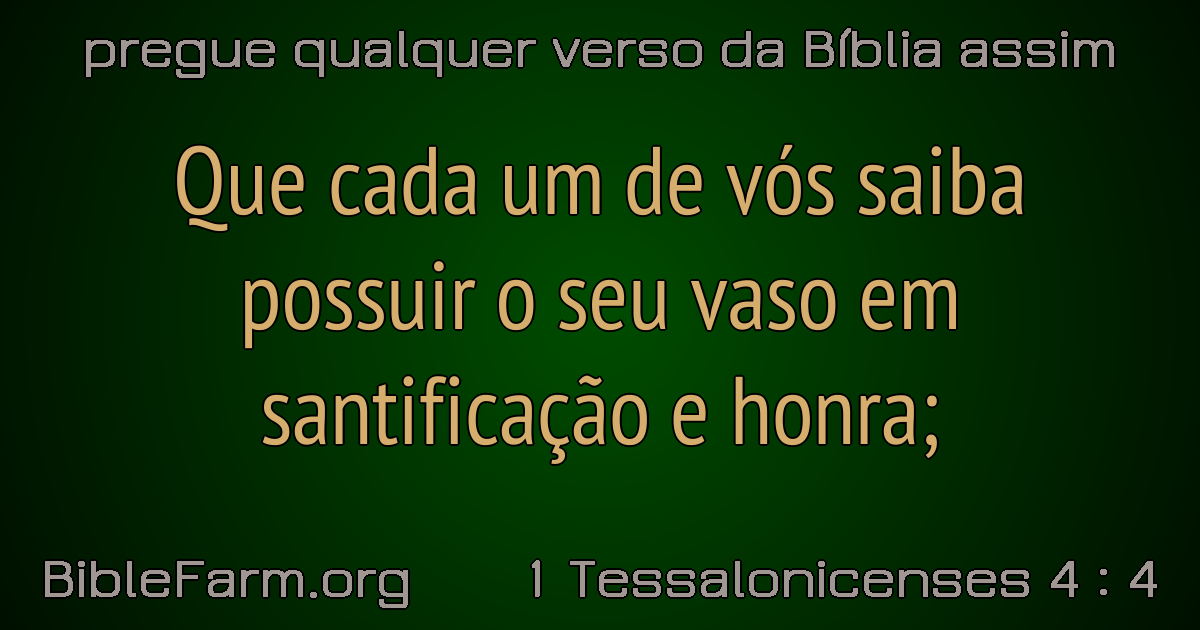 pregue qualquer verso da Bíblia assim
Que cada um de vós saiba
possuir o seu vaso em
santificação e honra;
BibleFarm.org 1 Tessalonicenses 4 : 4